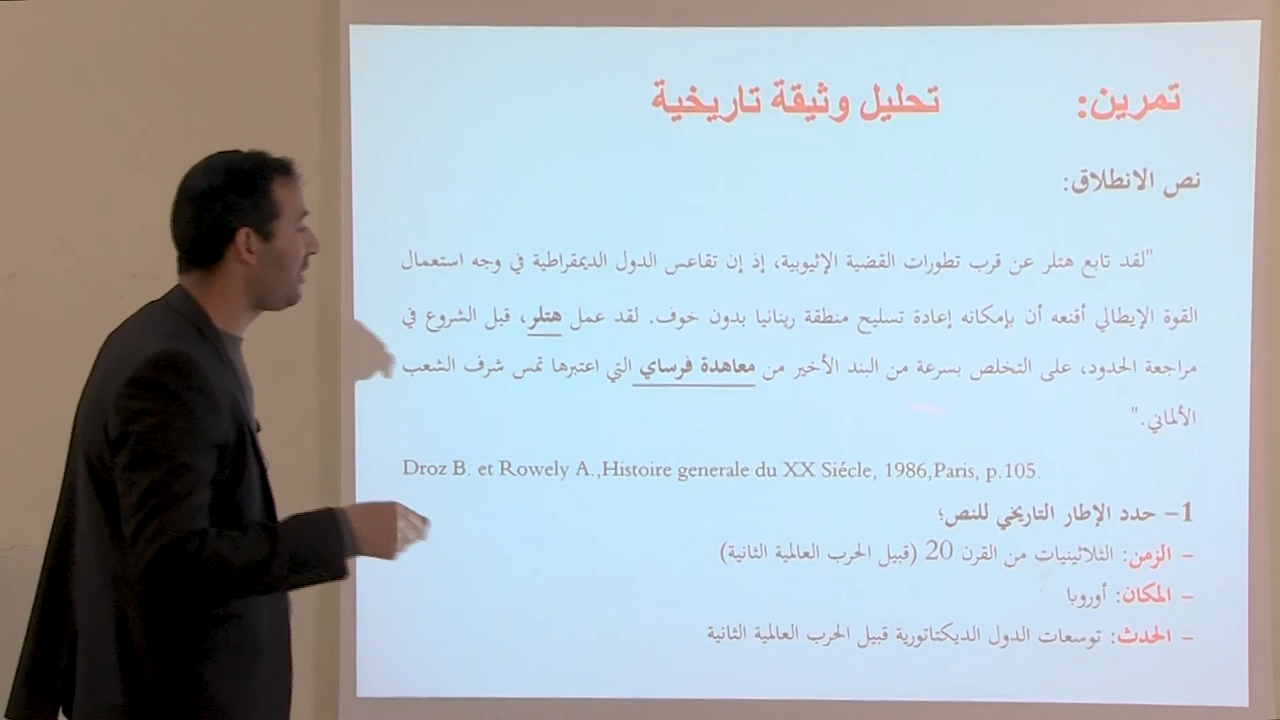 تمرين: تحليل وثيقة تاريخية
نص الانطلاق:
"لقد تابع هتلر عن قرب تطورات القضية الإثيوبية، إذ إن تقاعس الدول الديمقراطية في وجه استعمال
القوة الإيطالي أقنعه أن بإمكانه إعادة تسليح منطقة رينانيا بدون خوف. لقد عمل هتلر، قبل الشروع في
مراجعة الحدود، على التخلص بسرعة من البند الأخير من معاهدة فرساي التي اعتبرها تمس شرف الشعب
الألماني."
Droz B. et Rowely A.,Histoire generale du XX Siécle, 1986,Paris, p.105.
1- حدد الإطار التاريخي للنص؛
- الزمن: الثلاثينيات من القرن 20 (قبيل الحرب العالمية الثانية)
- المكان: أوروبا
- الحدث: توسعات الدول الديكتاتورية قبيل الحرب العالمية الثانية